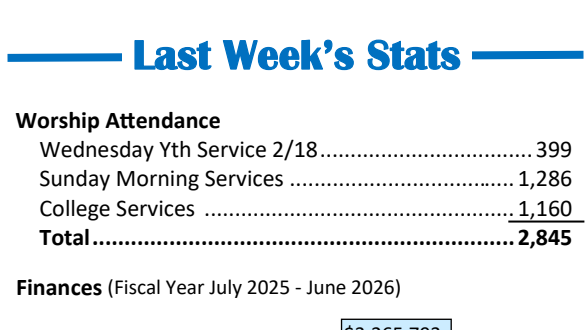 Last Week's Stats
Worship Attendance
Wednesday Yth Service 2/18.................................... 399
Sunday Morning Services ...................................... 1,286
College Services .................................................... 1,160
Total..................................................................... 2,845
Finances (Fiscal Year July 2025 - June 2026)